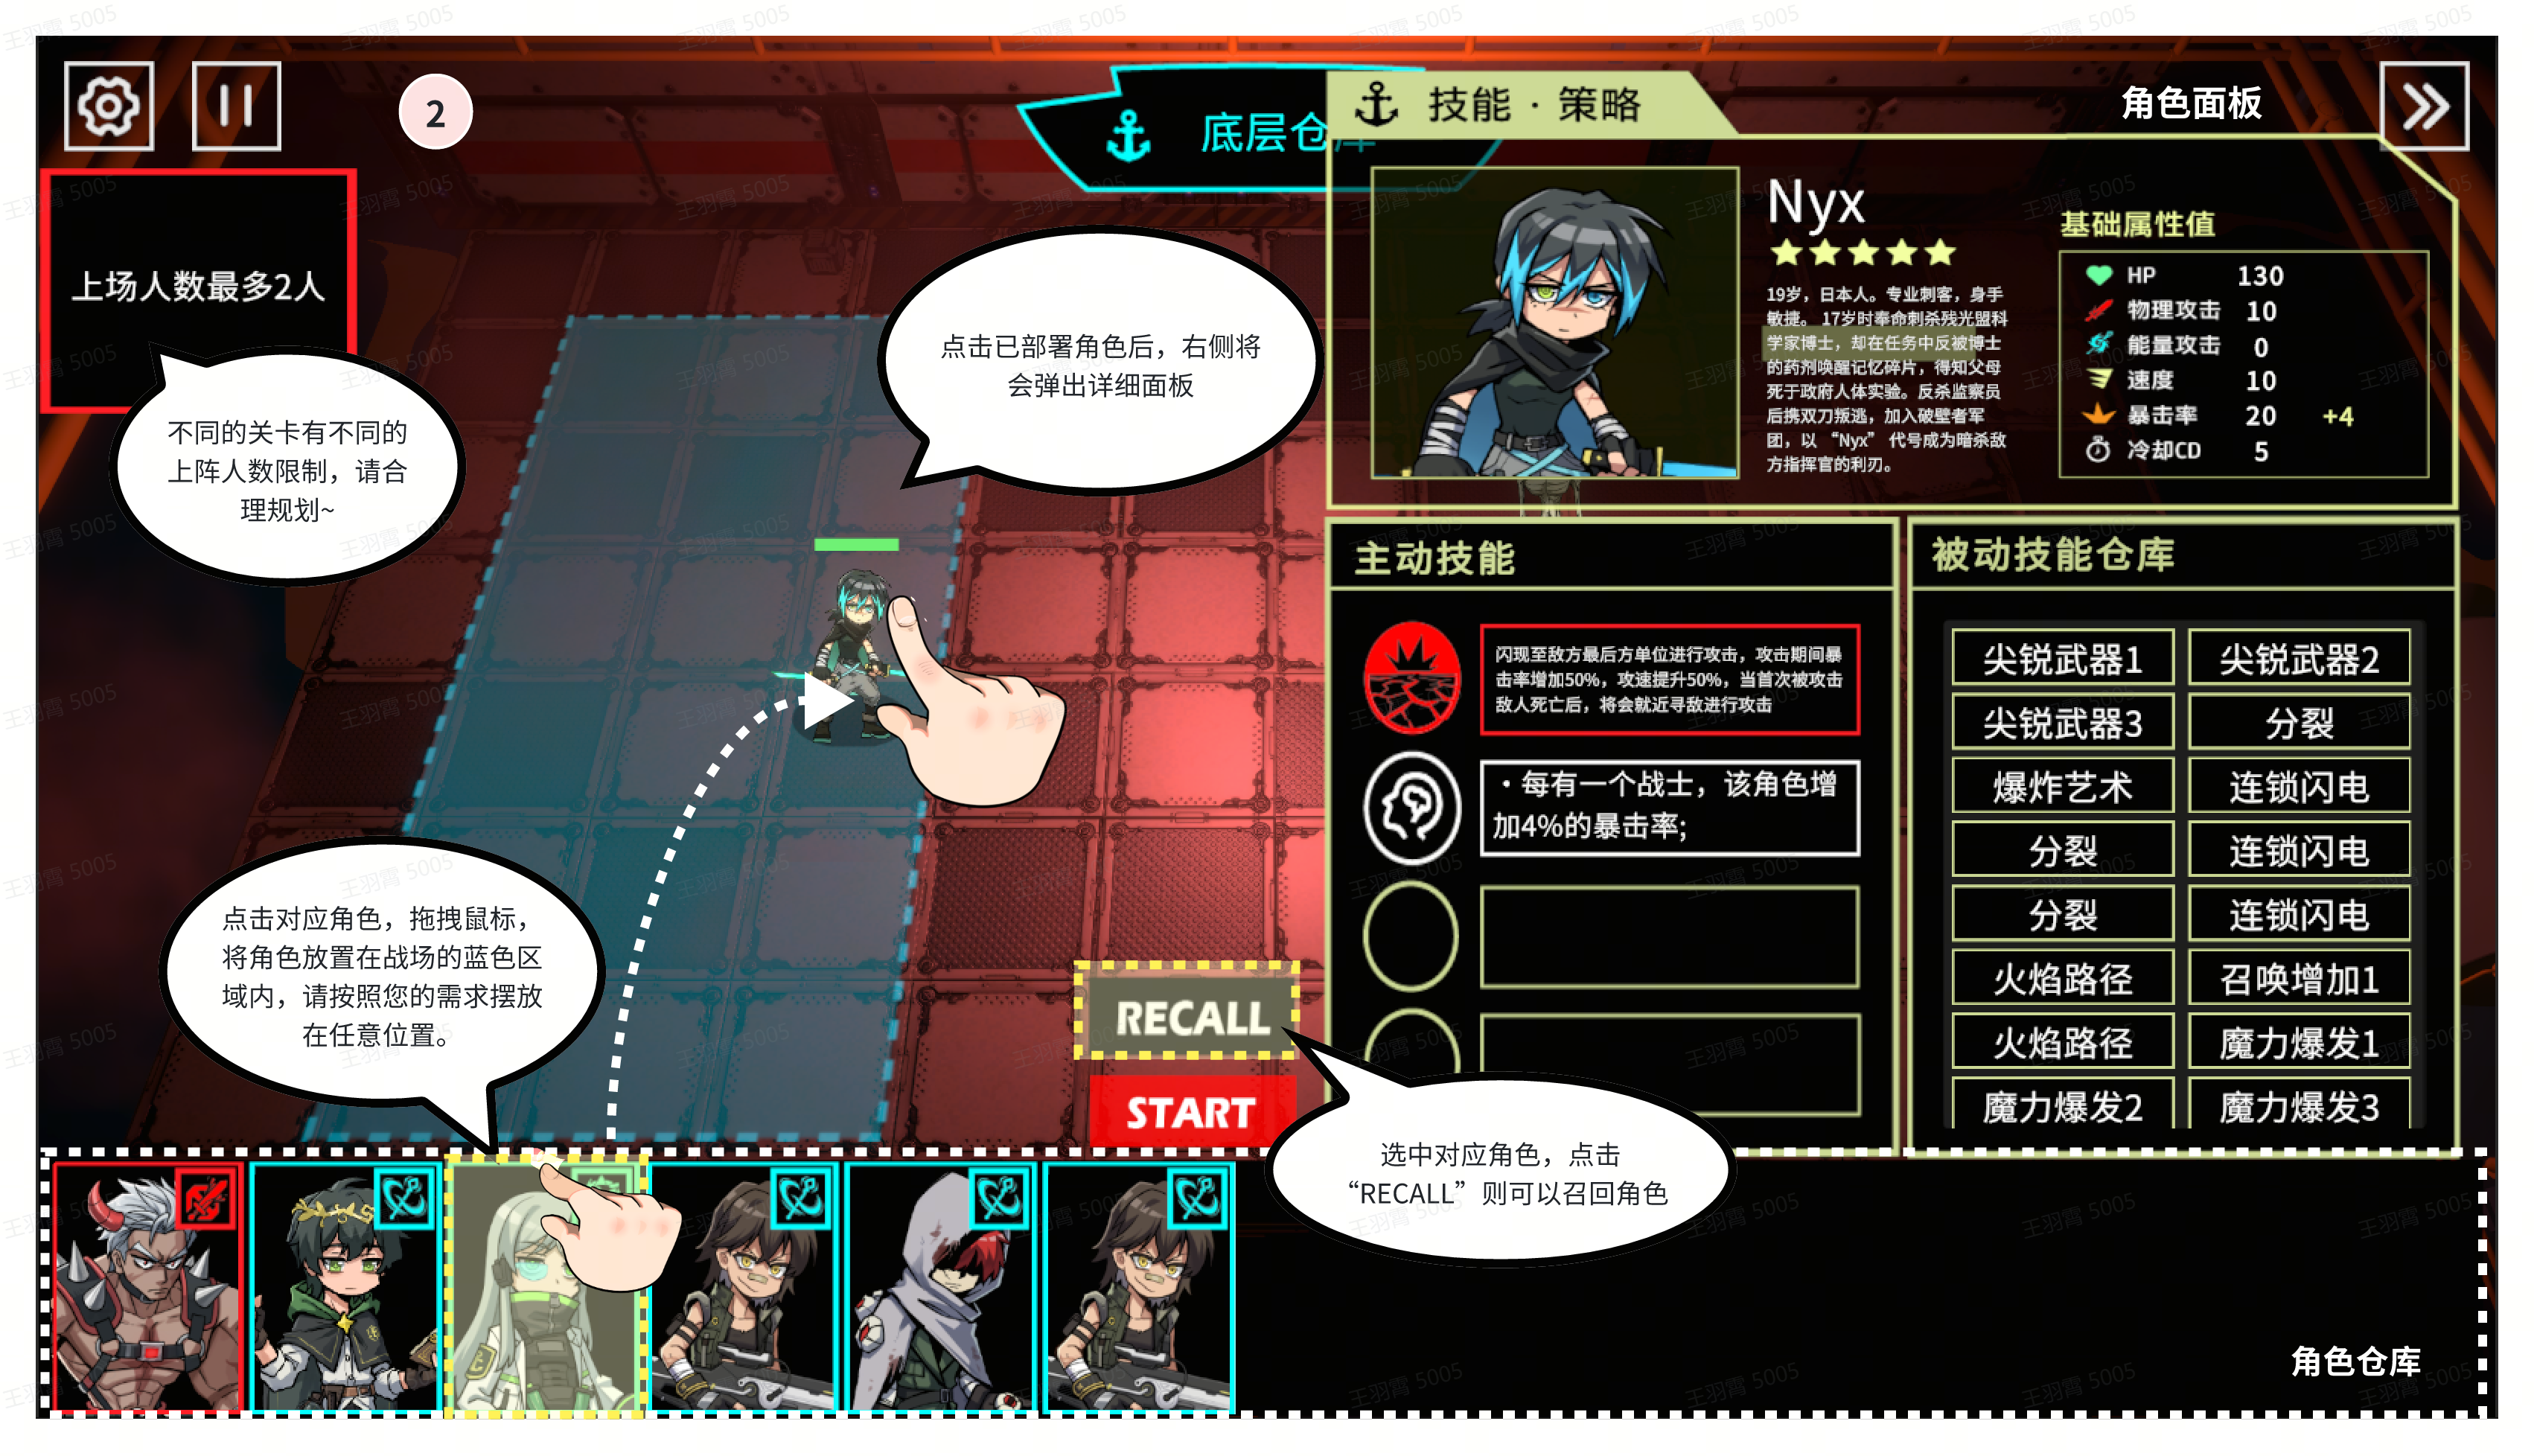 2
底层仓
技能 · 策略
角色面板
上场人数最多2人
不同的关卡有不同的
上阵人数限制，请合
理规划~
点击已部署角色后，右侧将
会弹出详细面板
Nyx
19岁，日本人。专业刺客，身手
敏捷。 17岁时奉命刺杀残光盟科
学家博士，却在任务中反被博士
的药剂唤醒记忆碎片，得知父母
死于政府人体实验。反杀监察员
后携双刀叛逃，加入破壁者军
团，以 “Nyx” 代号成为暗杀敌
方指挥官的利刃。
基础属性值
HP 130
物理攻击 10
能量攻击 0
速度 10
暴击率 20 +4
冷却CD 5
主动技能
闪现至敌方最后方单位进行攻击，攻击期间暴
击率增加50%，攻速提升50%，当首次被攻击
敌人死亡后，将会就近寻敌进行攻击
·每有一个战士，该角色增
加4%的暴击率;
被动技能仓库
尖锐武器1 尖锐武器2
尖锐武器3 分裂
爆炸艺术 连锁闪电
分裂 连锁闪电
分裂 连锁闪电
火焰路径 召唤增加1
火焰路径 魔力爆发1
魔力爆发2 魔力爆发3
点击对应角色，拖拽鼠标，
将角色放置在战场的蓝色区
域内，请按照您的需求摆放
在任意位置。
RECALL
START
选中对应角色，点击
“RECALL”则可以召回角色
角色仓库
王羽霄 5005